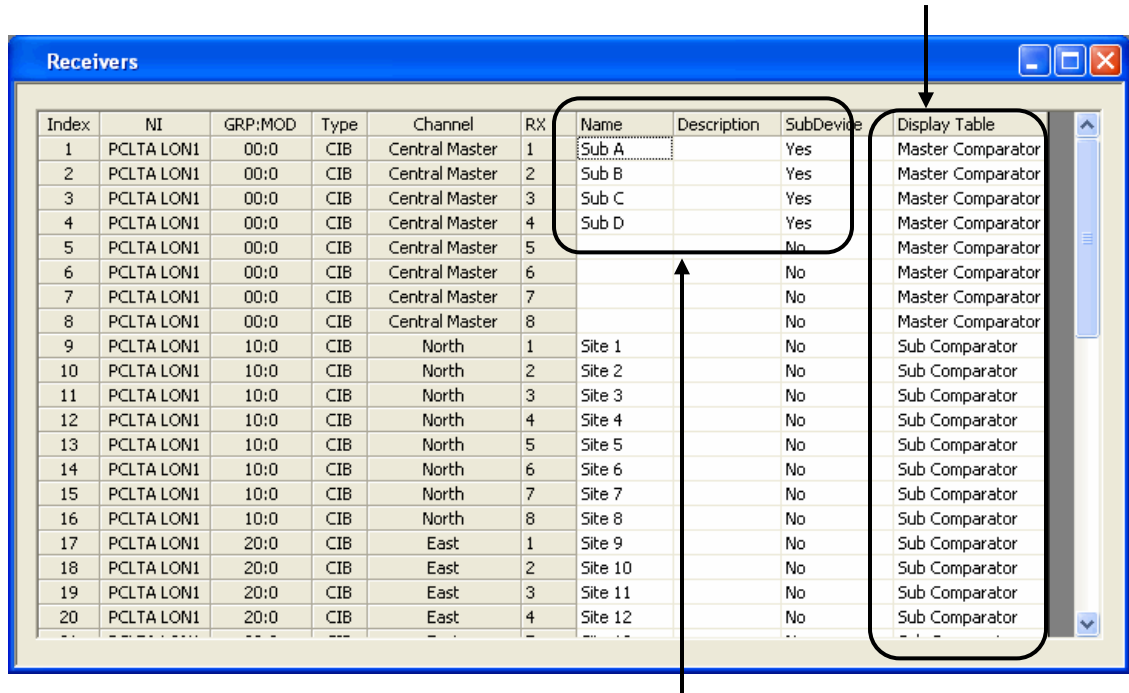 Receivers
Index NI GRP:MOD Type Channel RX Name Description SubDevice Display Table
1 PCLTA LON1 00:0 CIB Central Master 1 Sub A Yes Master Comparator
2 PCLTA LON1 00:0 CIB Central Master 2 Sub B Yes Master Comparator
3 PCLTA LON1 00:0 CIB Central Master 3 Sub C Yes Master Comparator
4 PCLTA LON1 00:0 CIB Central Master 4 Sub D Yes Master Comparator
5 PCLTA LON1 00:0 CIB Central Master 5 No Master Comparator
6 PCLTA LON1 00:0 CIB Central Master 6 No Master Comparator
7 PCLTA LON1 00:0 CIB Central Master 7 No Master Comparator
8 PCLTA LON1 00:0 CIB Central Master 8 No Master Comparator
9 PCLTA LON1 10:0 CIB North 1 Site 1 No Sub Comparator
10 PCLTA LON1 10:0 CIB North 2 Site 2 No Sub Comparator
11 PCLTA LON1 10:0 CIB North 3 Site 3 No Sub Comparator
12 PCLTA LON1 10:0 CIB North 4 Site 4 No Sub Comparator
13 PCLTA LON1 10:0 CIB North 5 Site 5 No Sub Comparator
14 PCLTA LON1 10:0 CIB North 6 Site 6 No Sub Comparator
15 PCLTA LON1 10:0 CIB North 7 Site 7 No Sub Comparator
16 PCLTA LON1 10:0 CIB North 8 Site 8 No Sub Comparator
17 PCLTA LON1 20:0 CIB East 1 Site 9 No Sub Comparator
18 PCLTA LON1 20:0 CIB East 2 Site 10 No Sub Comparator
19 PCLTA LON1 20:0 CIB East 3 Site 11 No Sub Comparator
20 PCLTA LON1 20:0 CIB East 4 Site 12 No Sub Comparator